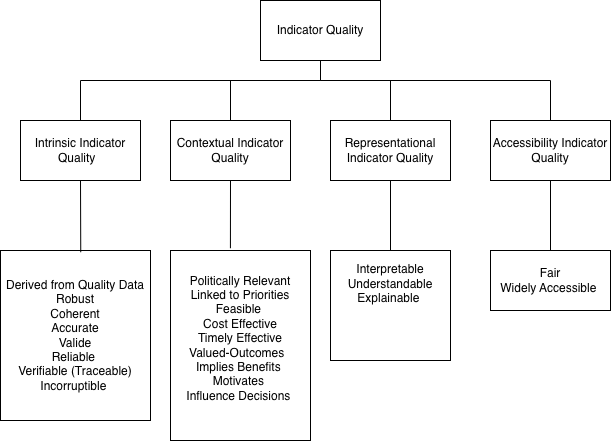 Indicator Quality
Intrinsic Indicator
Quality
Contextual Indicator
Quality
Representational
Indicator Quality
Accessibility Indicator
Quality
Derived from Quality Data
Robust
Coherent
Accurate
Valide
Reliable
Verifiable (Traceable)
Incorruptible
Politically Relevant
Linked to Priorities
Feasible
Cost Effective
Timely Effective
Valued-Outcomes
Implies Benefits
Motivates
Influence Decisions
Interpretable
Understandable
Explainable
Fair
Widely Accessible